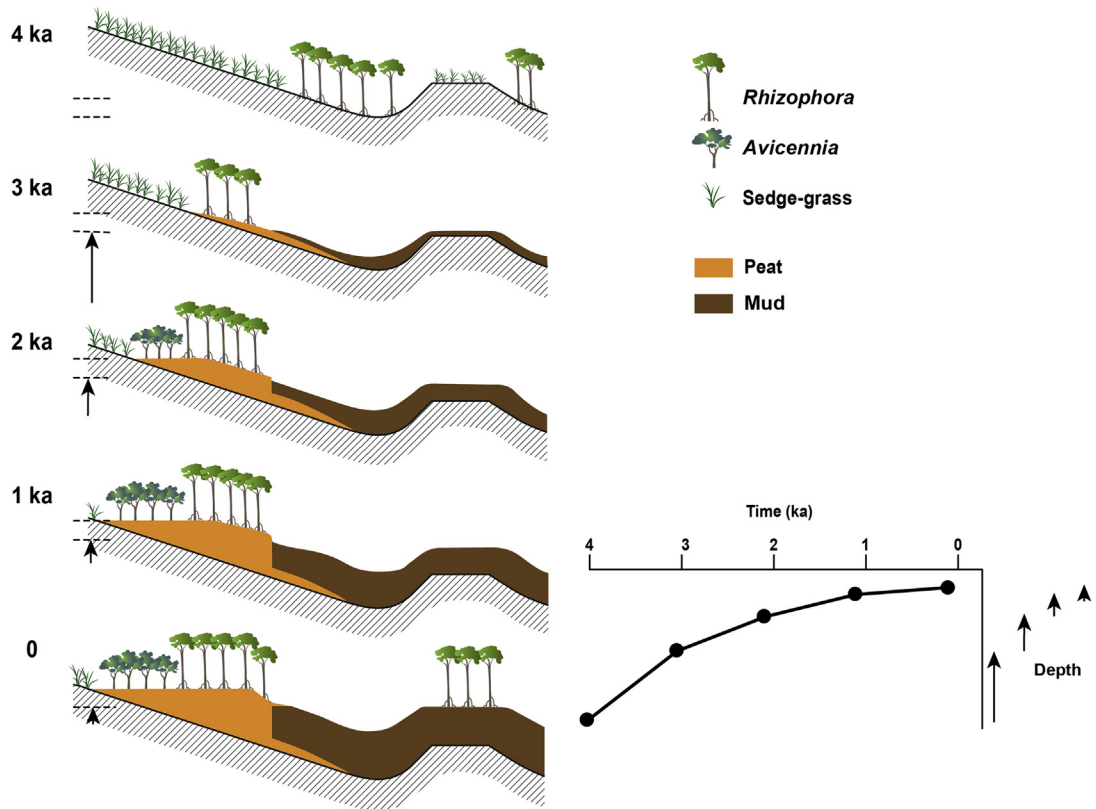 4 ka
3 ka
2 ka
1 ka
0
Rhizophora
Avicennia
Sedge-grass
Peat
Mud
Time (ka)
4 3 2 1 0
Depth